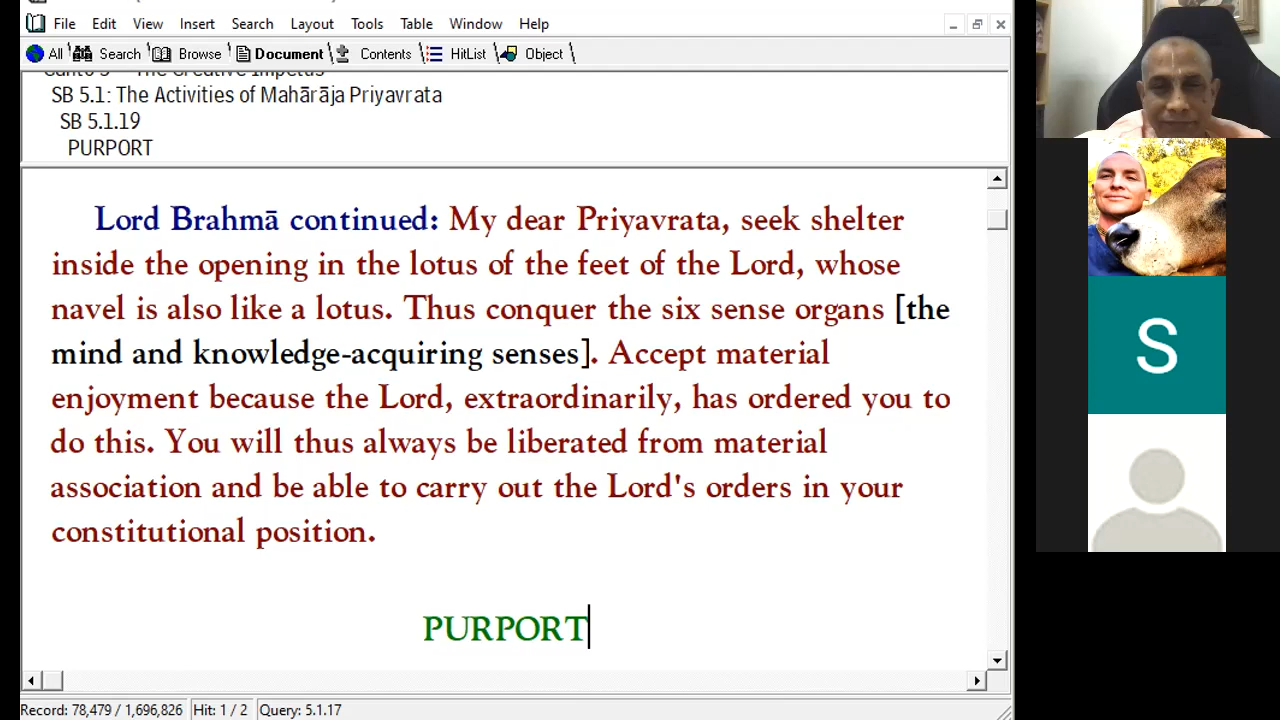 File Edit View Insert Search Layout Tools Table Window Help
All Search Browse Document Contents HitList Object
Canto 5 The Creative Impetus
SB 5.1: The Activities of Mahārāja Priyavrata
SB 5.1.19
PURPORT
Lord Brahmā continued: My dear Priyavrata, seek shelter
inside the opening in the lotus of the feet of the Lord, whose
navel is also like a lotus. Thus conquer the six sense organs [the
mind and knowledge-acquiring senses]. Accept material
enjoyment because the Lord, extraordinarily, has ordered you to
do this. You will thus always be liberated from material
association and be able to carry out the Lord's orders in your
constitutional position.
PURPORT
Record: 78,479 / 1,696,826 Hit: 1 / 2 Query: 5.1.17
S